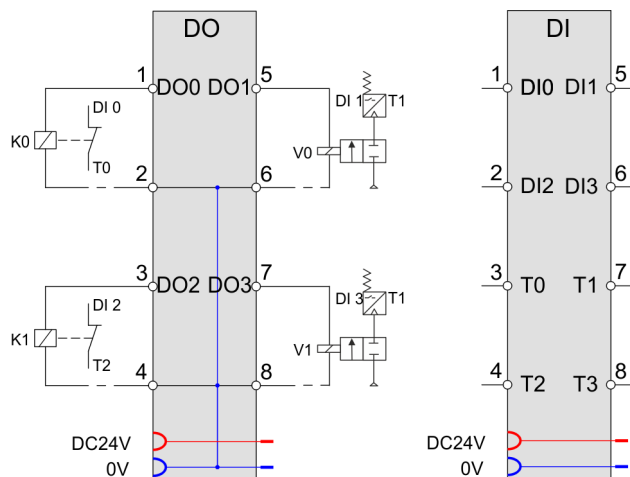 DO
DI
1
DO0 DO1
5
DI 0
K0
T0
DI 1
T1
V0
2
6
3
DO2 DO3
7
DI 2
K1
T2
DI 3
T1
V1
4
8
DC24V
0V
1
DI0 DI1
5
2
DI2 DI3
6
3
T0 T1
7
4
T2 T3
8
DC24V
0V